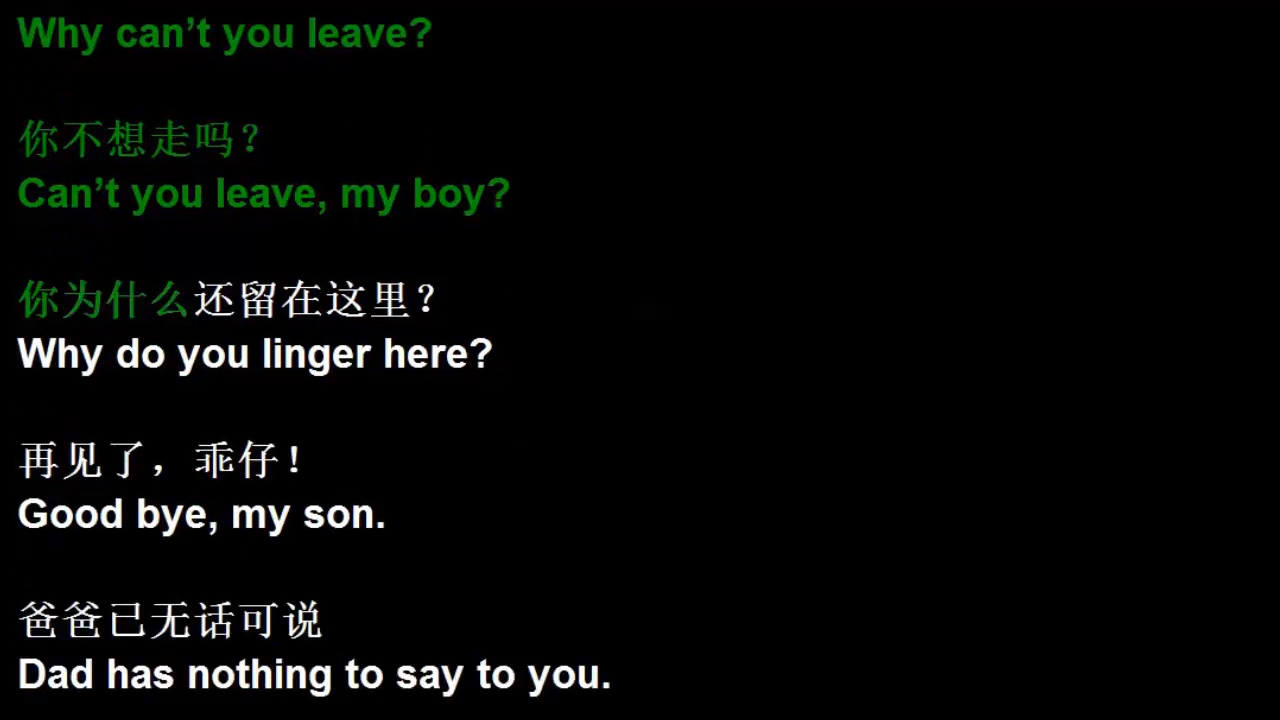 Why can’t you leave?
你不想走吗？
Can’t you leave, my boy?
你为什么还留在这里？
Why do you linger here?
再见了，乖仔！
Good bye, my son.
爸爸已无话可说
Dad has nothing to say to you.